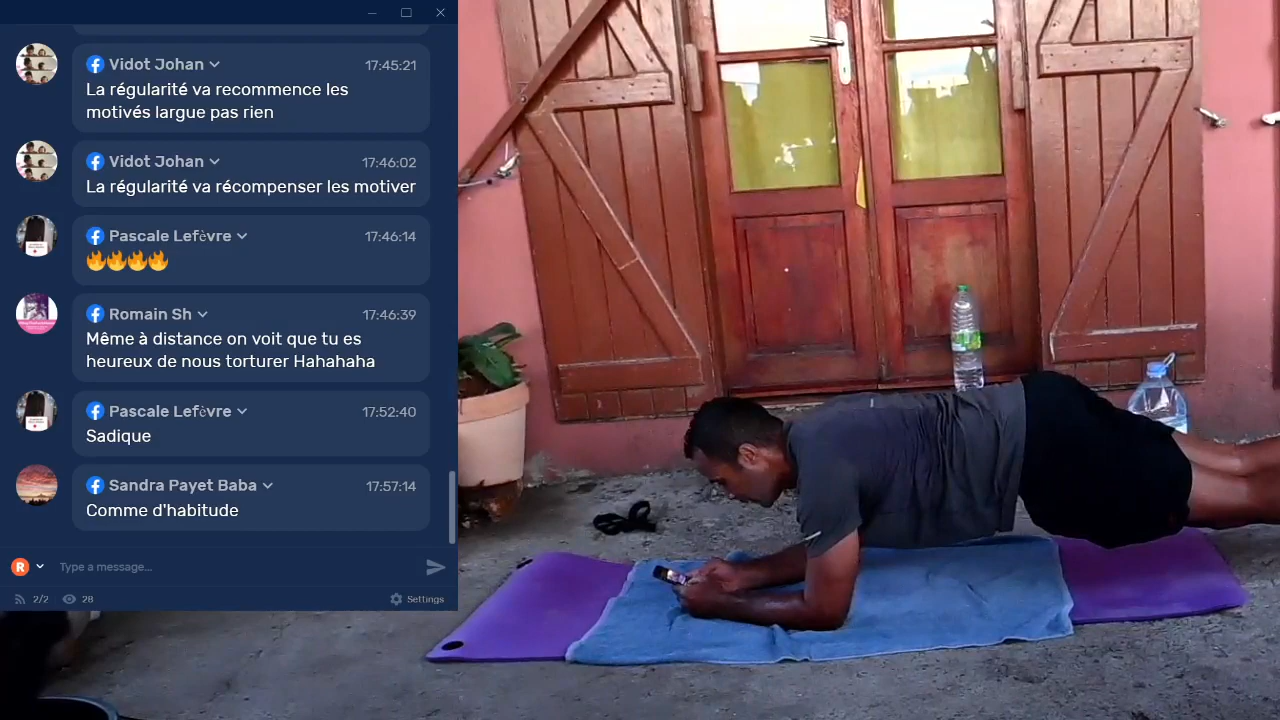 Vidot Johan
17:45:21
La régularité va recommence les
motivés largue pas rien
Vidot Johan
17:46:02
La régularité va récompenser les motiver
Pascale Lefèvre
17:46:14
🔥🔥🔥🔥
Romain Sh
17:46:39
Même à distance on voit que tu es
heureux de nous torturer Hahahaha
Pascale Lefèvre
17:52:40
Sadique
Sandra Payet Baba
17:57:14
Comme d'habitude
R
Type a message...
2/2
28
Settings